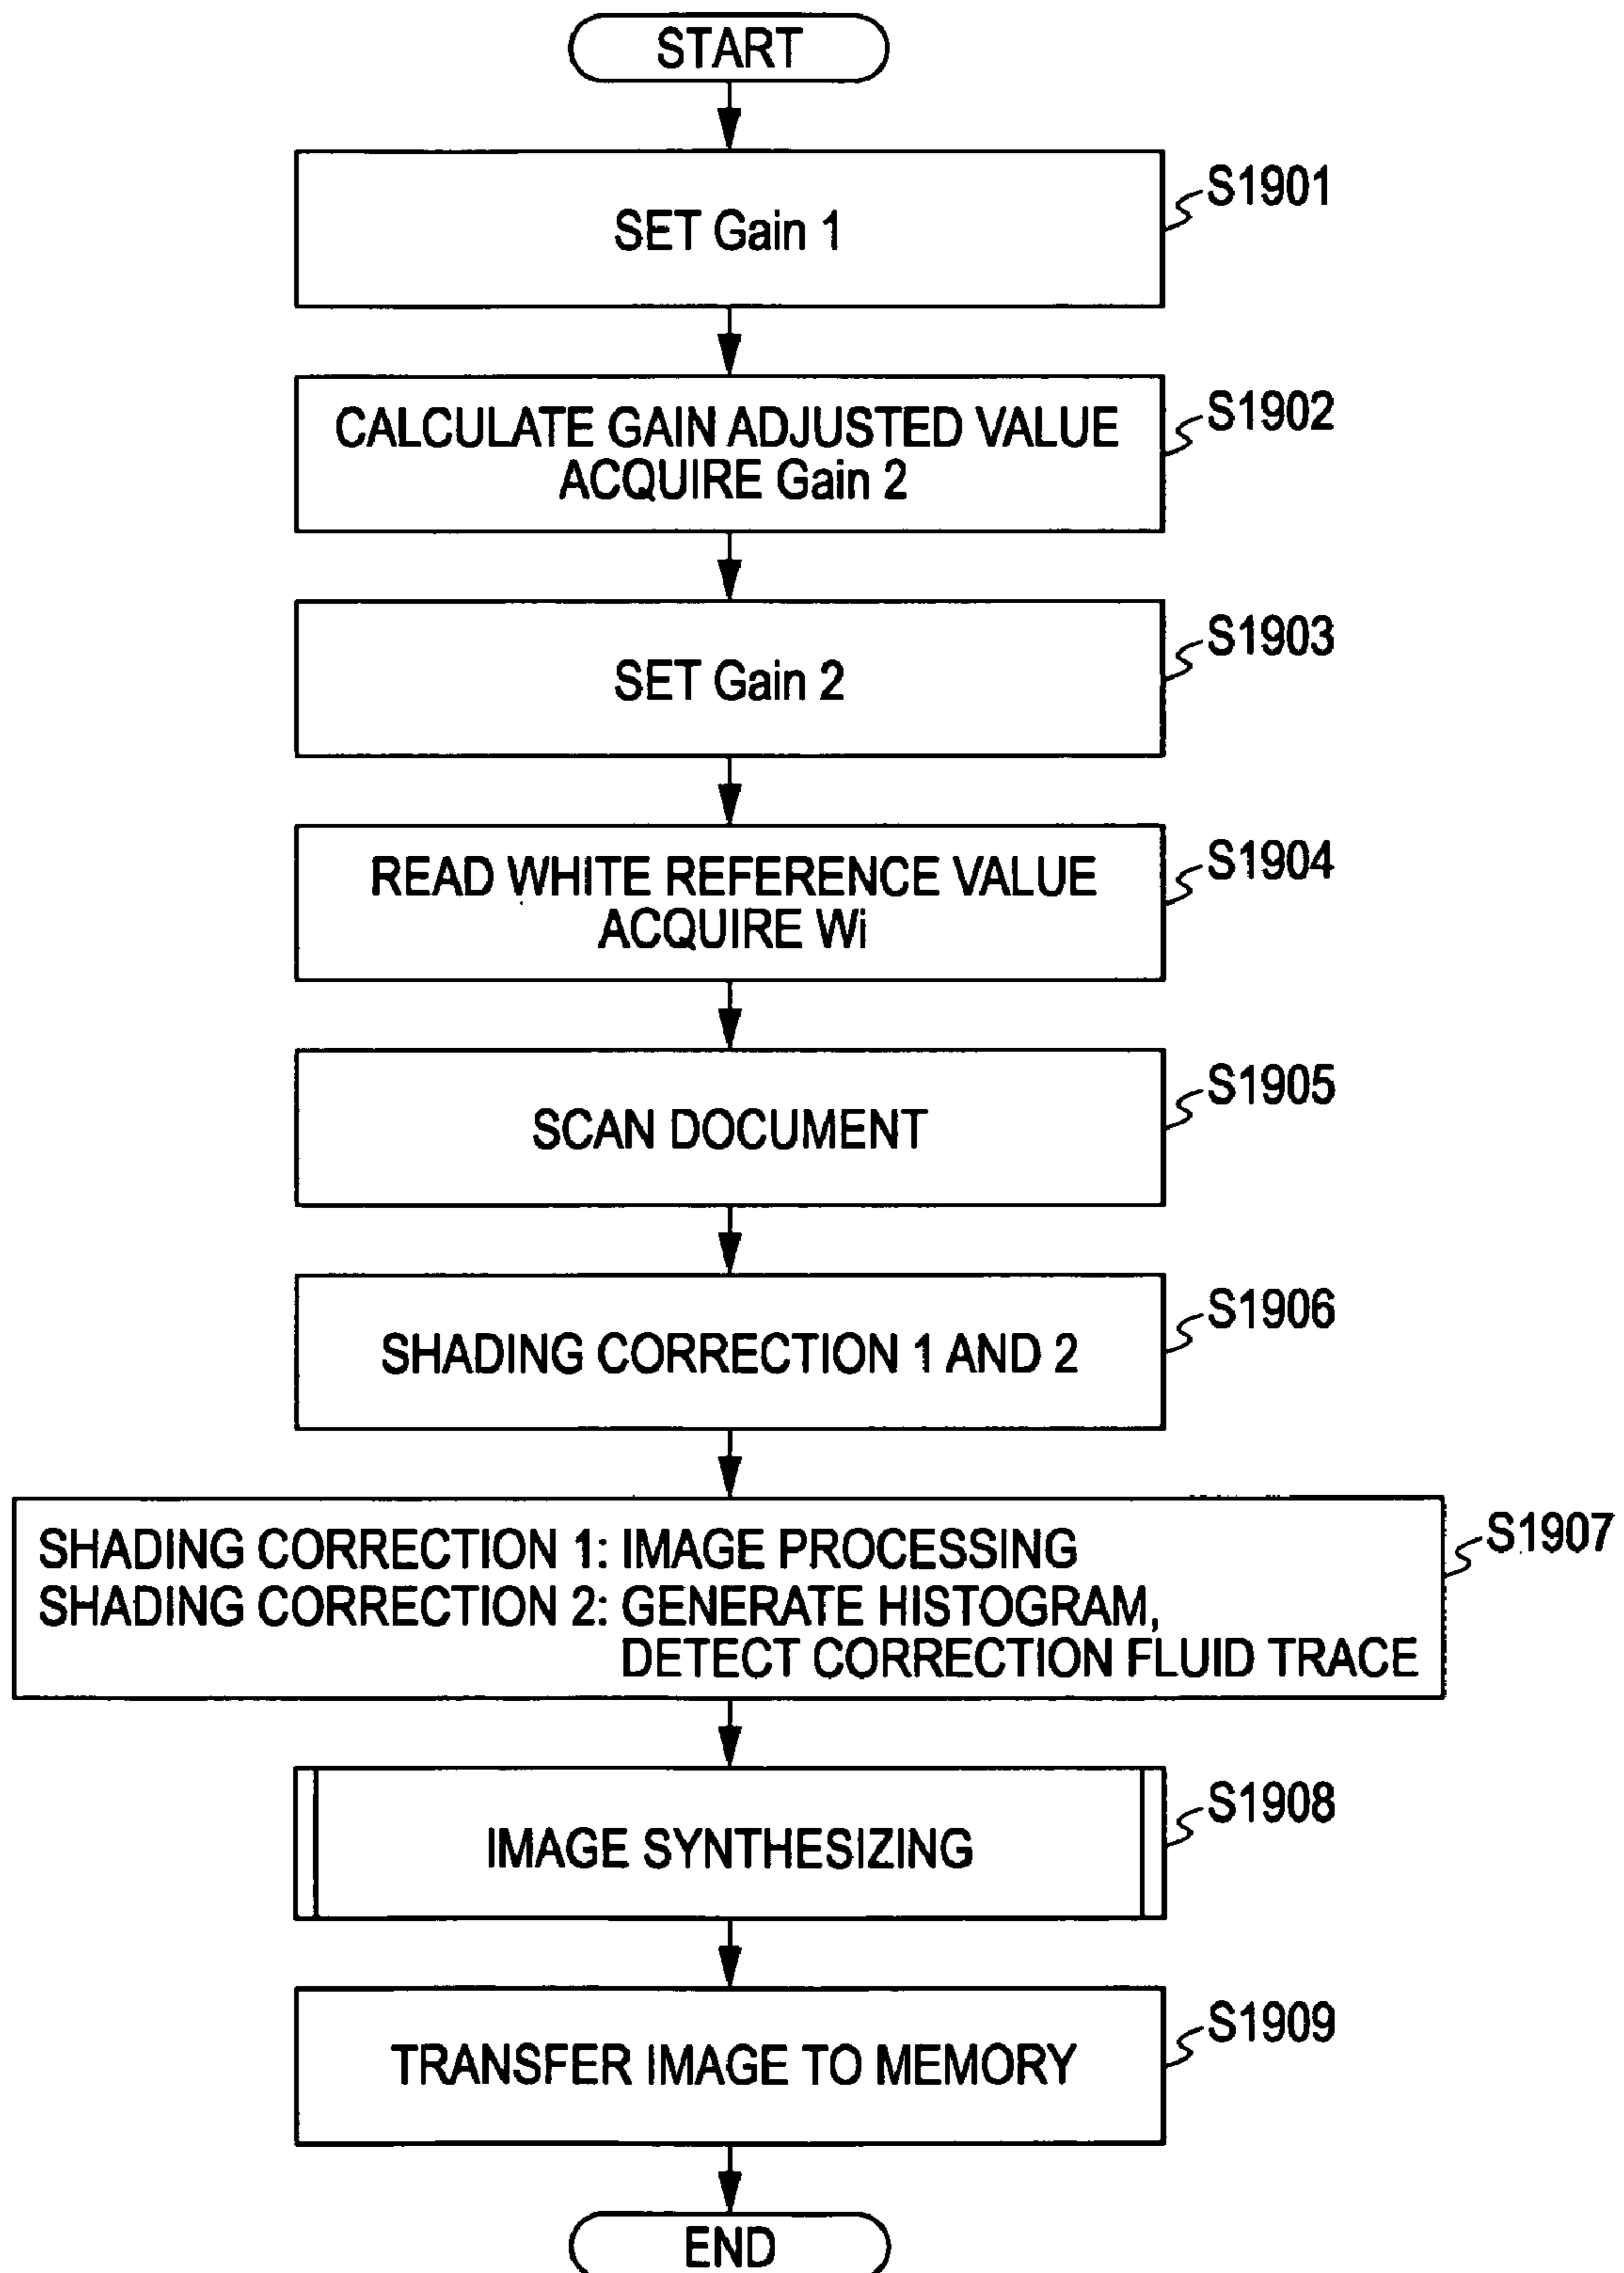 START
SET Gain 1
S1901
CALCULATE GAIN ADJUSTED VALUE
ACQUIRE Gain 2
S1902
SET Gain 2
S1903
READ WHITE REFERENCE VALUE
ACQUIRE Wi
S1904
SCAN DOCUMENT
S1905
SHADING CORRECTION 1 AND 2
S1906
SHADING CORRECTION 1: IMAGE PROCESSING
SHADING CORRECTION 2: GENERATE HISTOGRAM,
DETECT CORRECTION FLUID TRACE
S1907
IMAGE SYNTHESIZING
S1908
TRANSFER IMAGE TO MEMORY
S1909
END